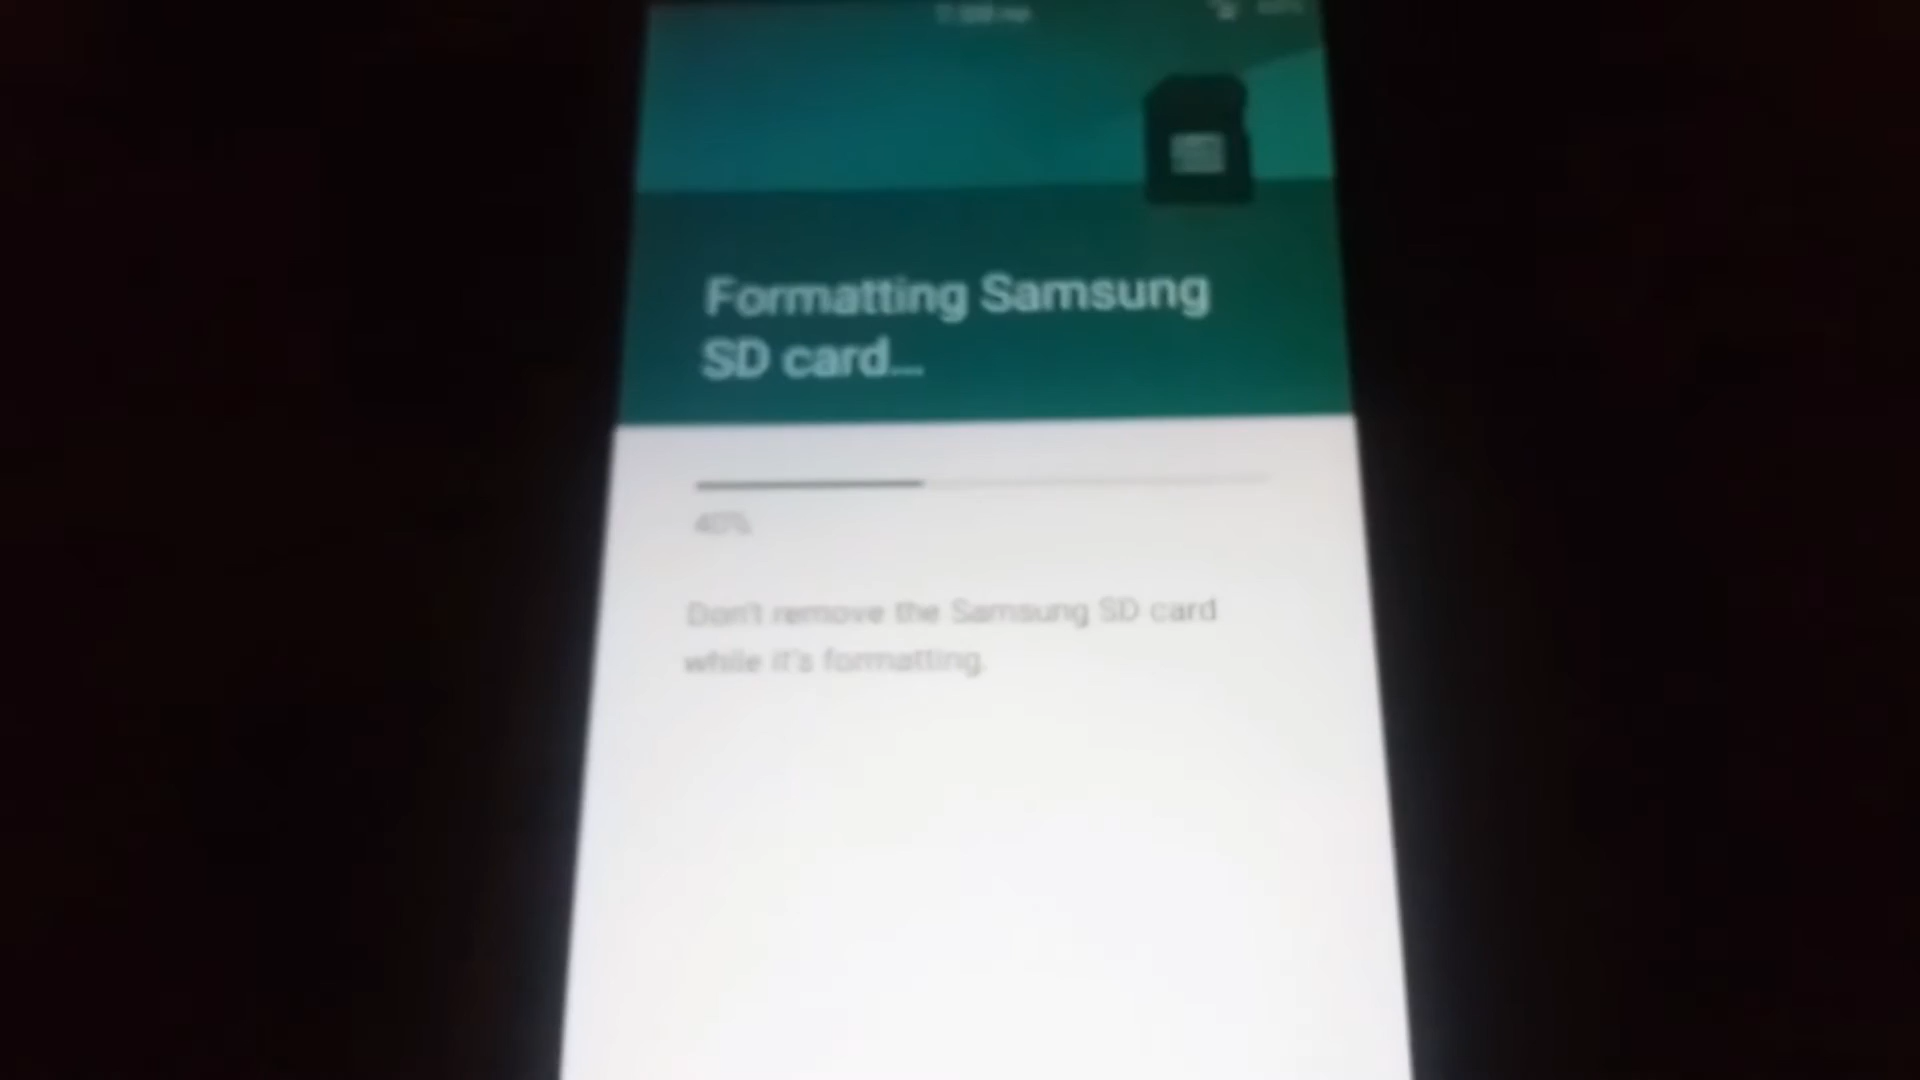 Formatting Samsung
SD card...
40%
Don't remove the Samsung SD card
while it's formatting.